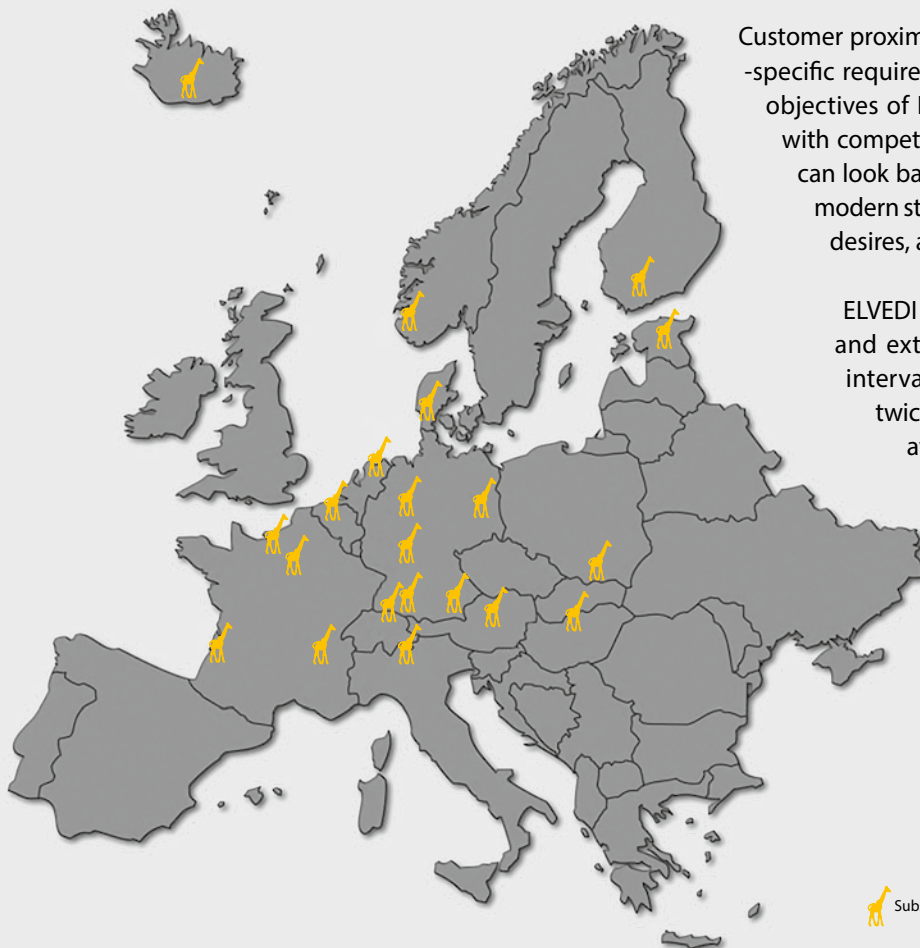 Customer proxim
-specific require
objectives of
with compet
can look ba
modern st
desires, a
ELVEDI
and ext
interva
twic
a
Sub